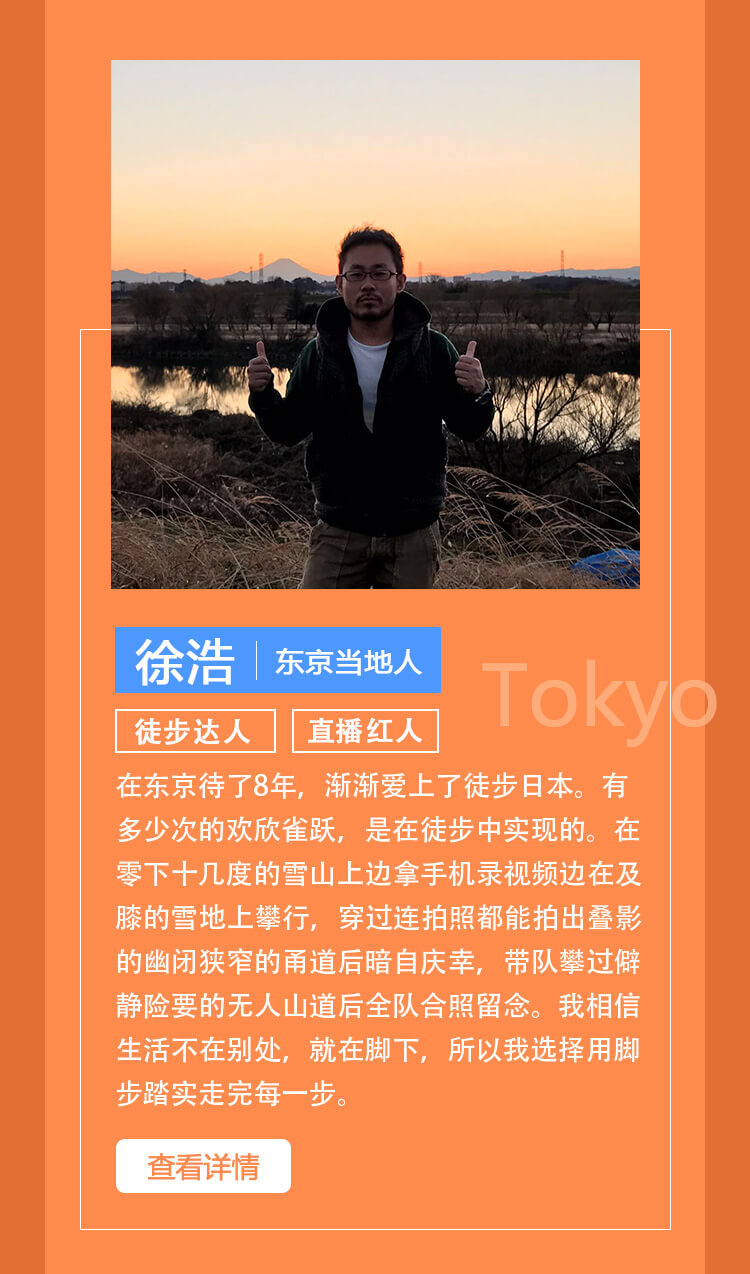 徐浩 | 东京当地人
Tokyo
徒步达人 直播红人
在东京待了8年，渐渐爱上了徒步日本。有
多少次的欢欣雀跃，是在徒步中实现的。在
零下十几度的雪山上边拿手机录视频边在及
膝的雪地上攀行，穿过连拍照都能拍出叠影
的幽闭狭窄的甬道后暗自庆幸，带队攀过僻
静险要的无人山道后全队合照留念。我相信
生活不在别处，就在脚下，所以我选择用脚
步踏实走完每一步。
查看详情